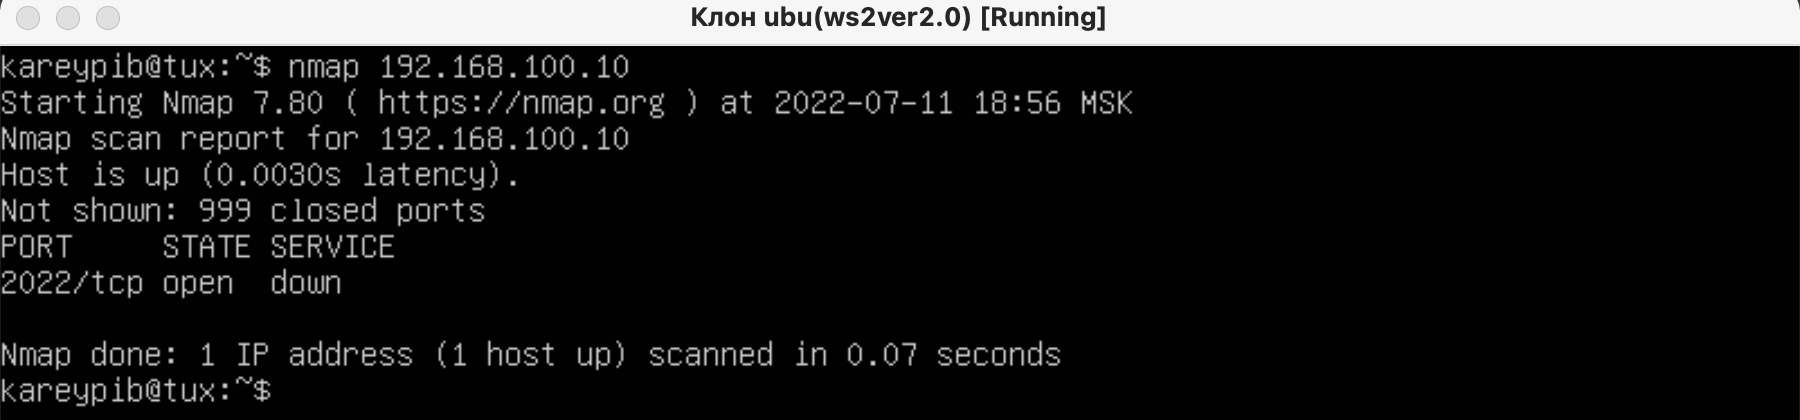 Клон ubu(ws2ver2.0) [Running]
kareypib@tux:~$ nmap 192.168.100.10
Starting Nmap 7.80 ( https://nmap.org ) at 2022-07-11 18:56 MSK
Nmap scan report for 192.168.100.10
Host is up (0.0030s latency).
Not shown: 999 closed ports
PORT     STATE SERVICE
2022/tcp open  down
Nmap done: 1 IP address (1 host up) scanned in 0.07 seconds
kareypib@tux:~$